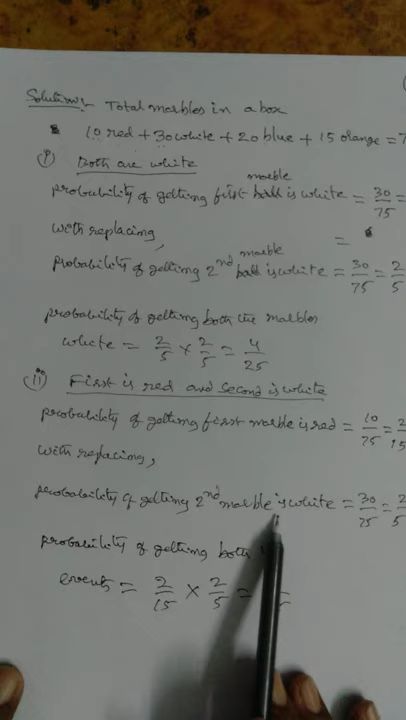 Solution:- Total marbles in a box
10 red + 30 white + 20 blue + 15 orange = 7
(i) Both are white
marble
probability of getting first ball is white = 30/75 =
with replacing, =
marble
probability of getting 2nd ball is white = 30/75 = 2/5
probability of getting both the marbles
white = 2/5 × 2/5 = 4/25
(ii) First is red and second is white
probability of getting first marble is red = 10/75 = 2/15
with replacing,
probability of getting 2nd marble is white = 30/75 = 2/5
probability of getting both
events = 2/15 × 2/5 =